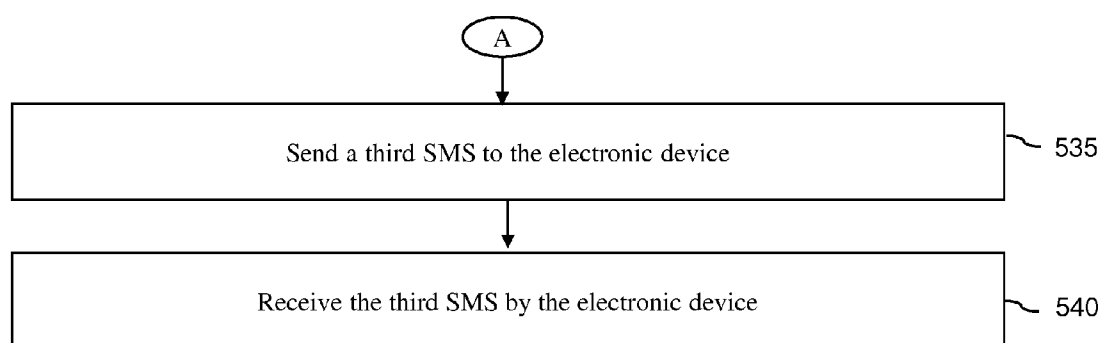 A
Send a third SMS to the electronic device
535
Receive the third SMS by the electronic device
540